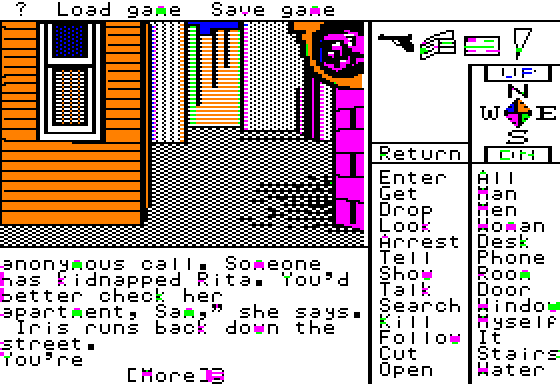 ?  Load game  Save game
UP
N
W E
S
Return
DN
Enter All
Get Man
Drop Men
Look Woman
Arrest Desk
Tell Phone
Show Room
Talk Door
Search Window
Kill Myself
Follow It
Cut Stairs
Open Water
anonymous call. Someone
has kidnapped Rita. You'd
better check her
apartment, Sam," she says.
Iris runs back down the
street.
You're
[More]